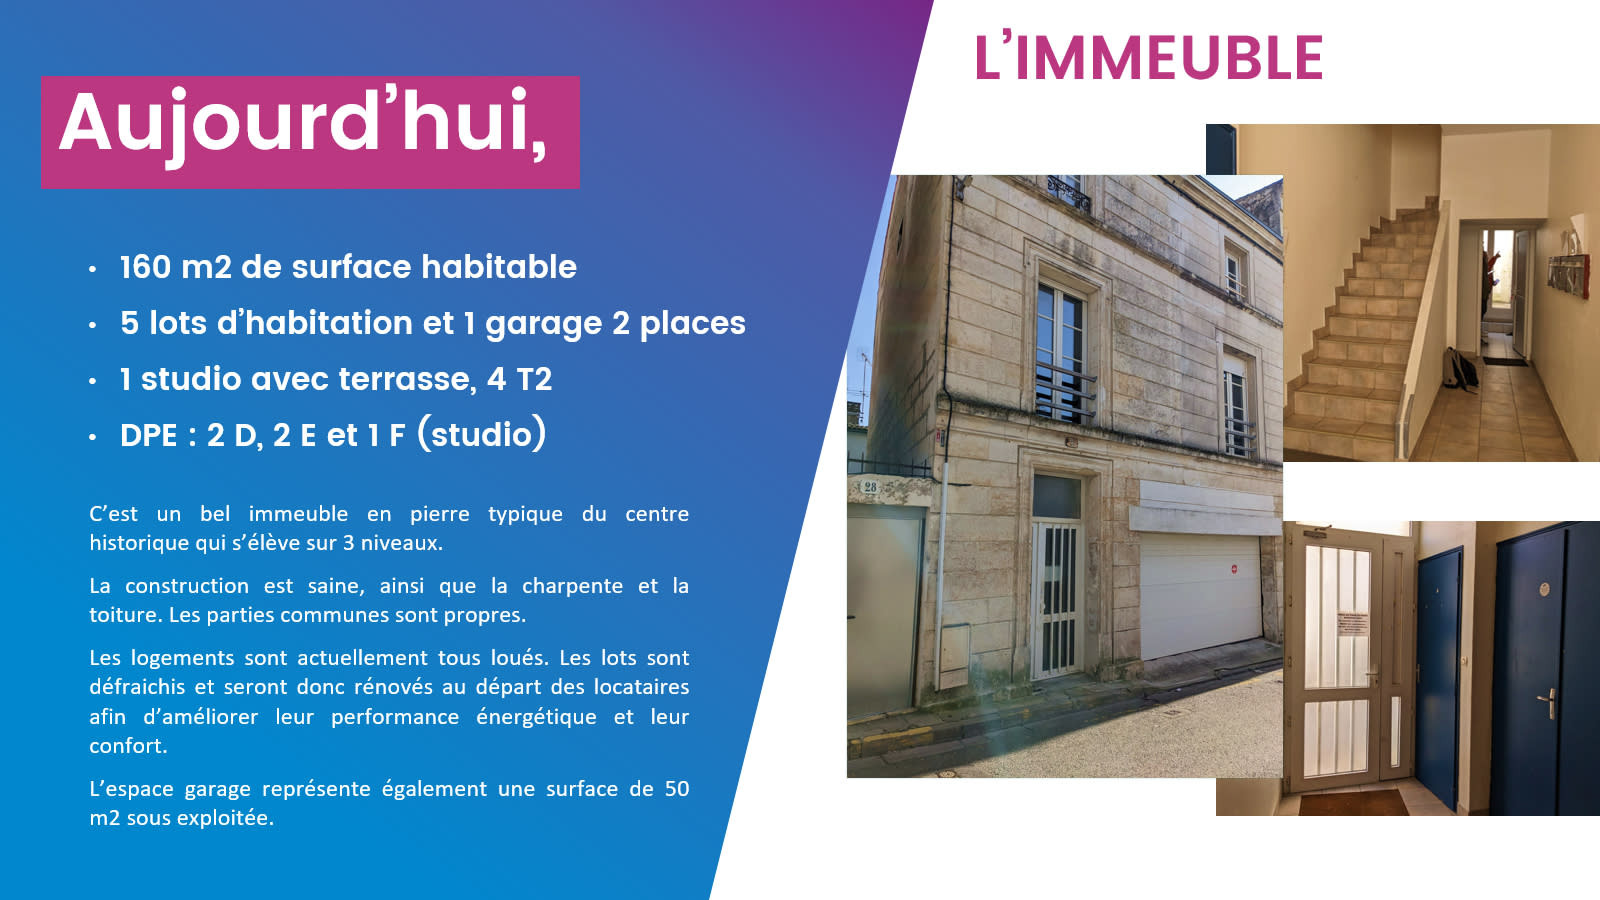 Aujourd’hui,
• 160 m2 de surface habitable
• 5 lots d’habitation et 1 garage 2 places
• 1 studio avec terrasse, 4 T2
• DPE : 2 D, 2 E et 1 F (studio)
C’est un bel immeuble en pierre typique du centre
historique qui s’élève sur 3 niveaux.
La construction est saine, ainsi que la charpente et la
toiture. Les parties communes sont propres.
Les logements sont actuellement tous loués. Les lots sont
défraichis et seront donc rénovés au départ des locataires
afin d’améliorer leur performance énergétique et leur
confort.
L’espace garage représente également une surface de 50
m2 sous exploitée.
L’IMMEUBLE
28